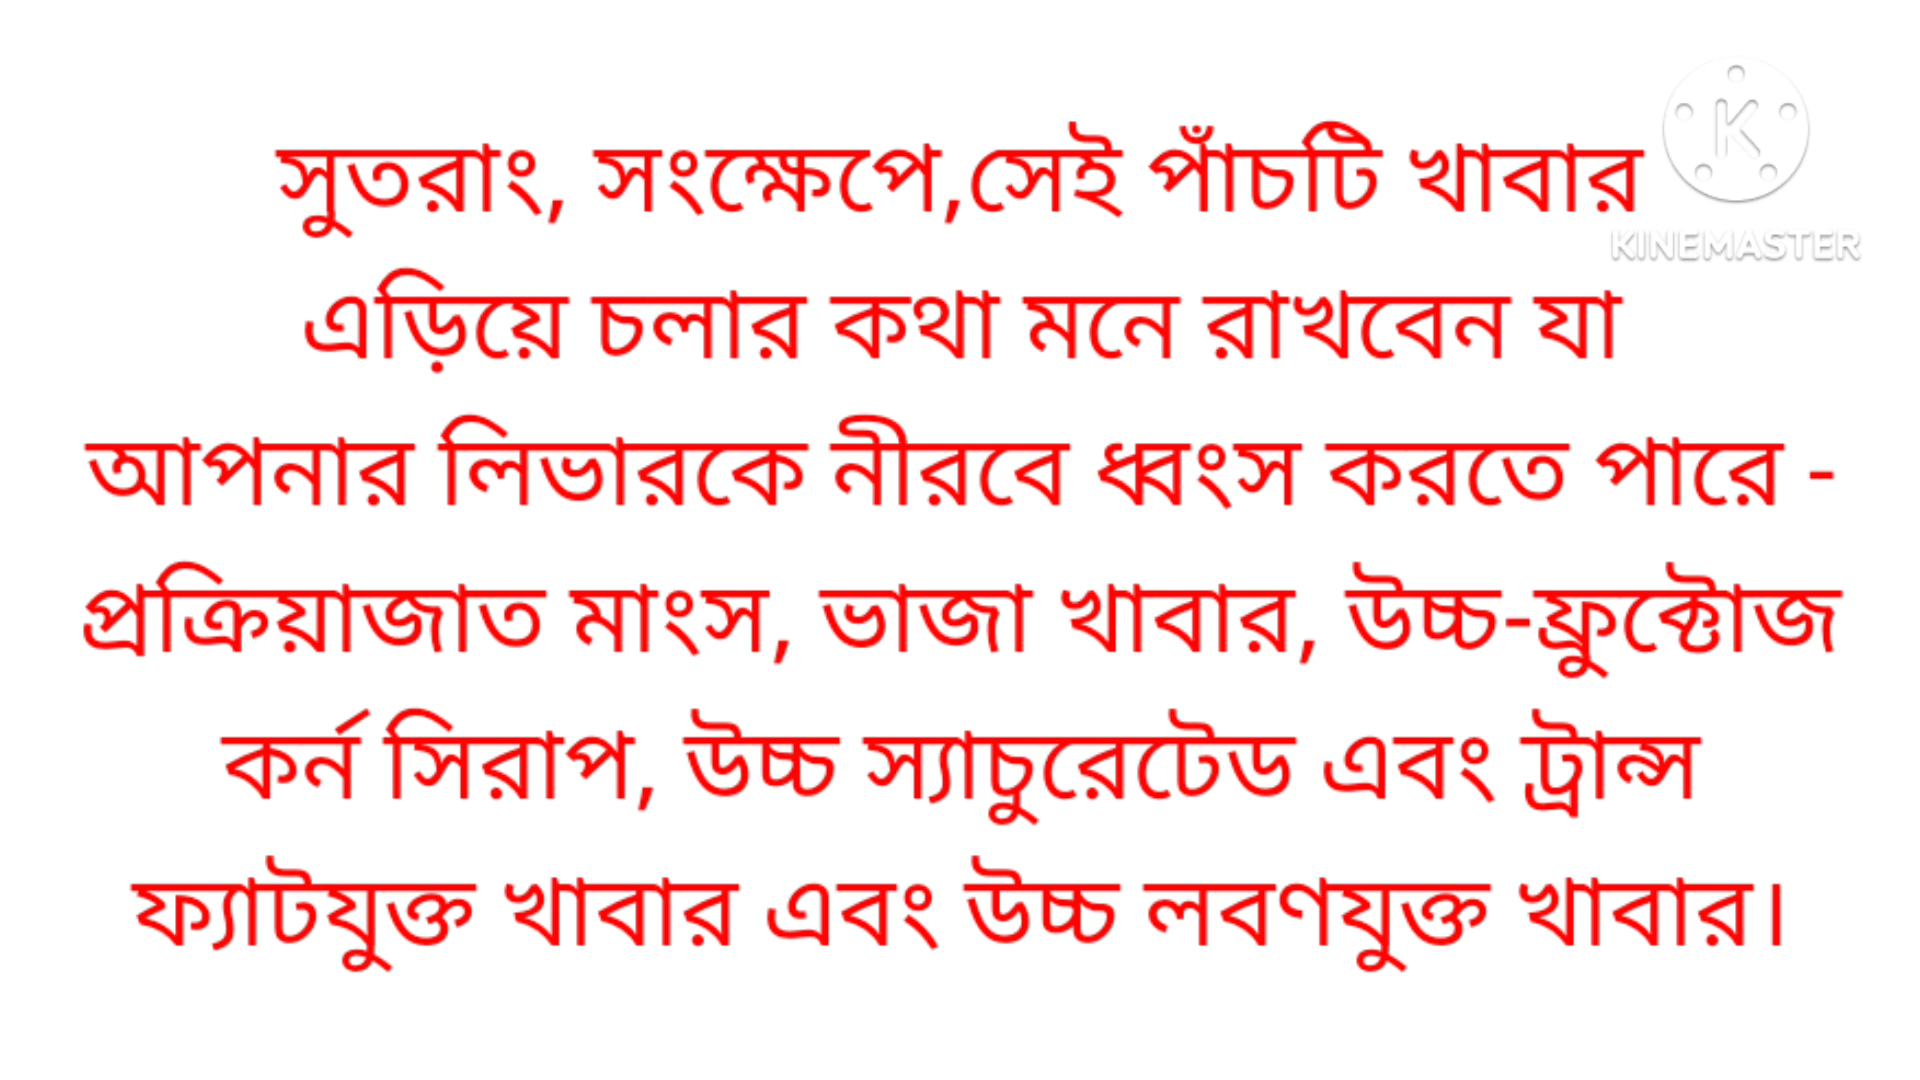 সুতরাং, সংক্ষেপে,সেই পাঁচটি খাবার
KINEMASTER
এড়িয়ে চলার কথা মনে রাখবেন যা
আপনার লিভারকে নীরবে ধ্বংস করতে পারে -
প্রক্রিয়াজাত মাংস, ভাজা খাবার, উচ্চ-ফ্রুক্টোজ
কর্ন সিরাপ, উচ্চ স্যাচুরেটেড এবং ট্রান্স
ফ্যাটযুক্ত খাবার এবং উচ্চ লবণযুক্ত খাবার।